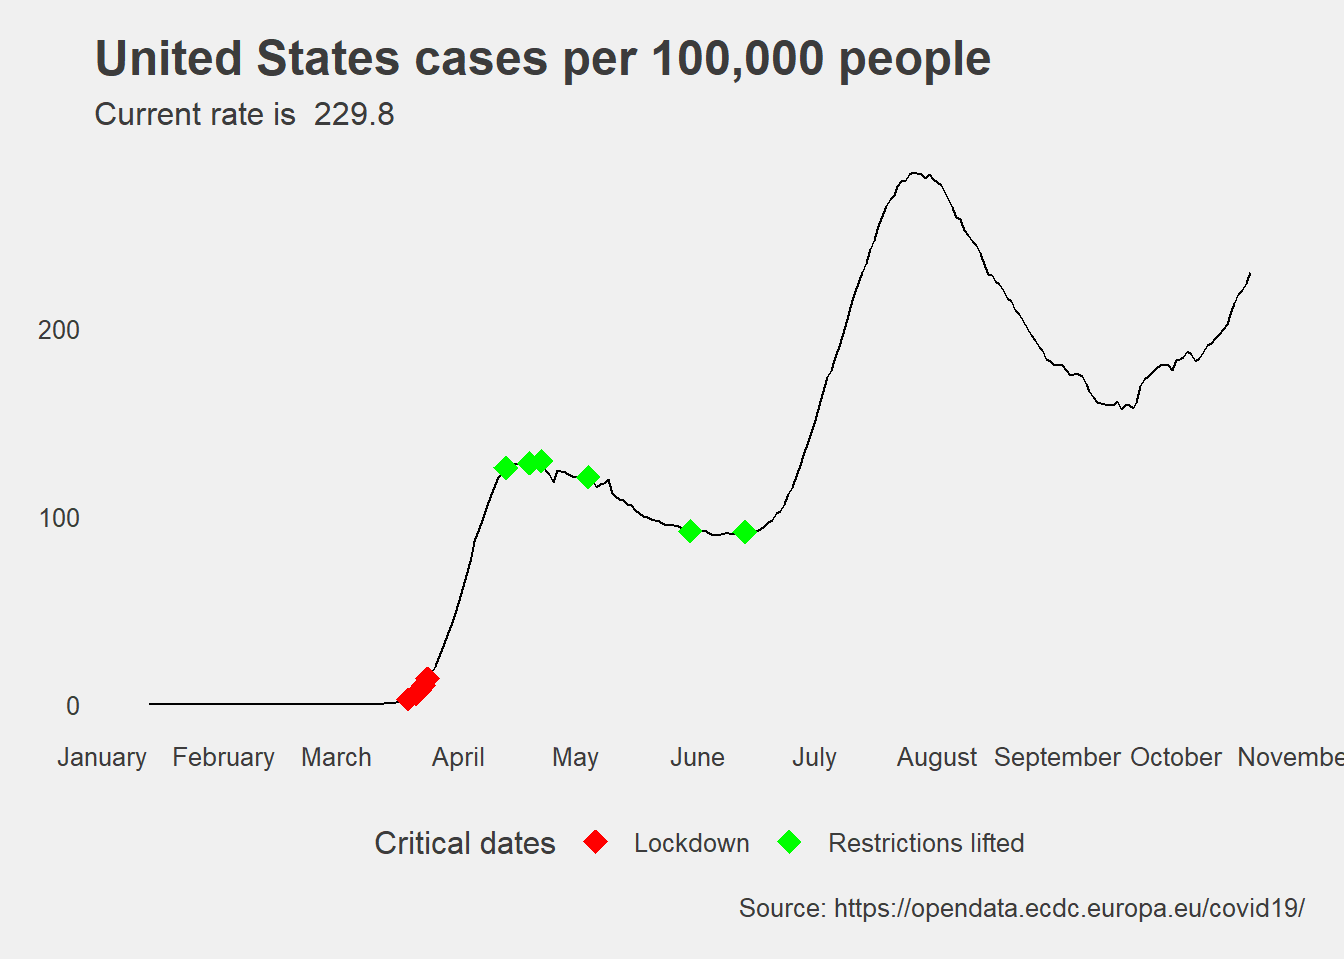 United States cases per 100,000 people
Current rate is  229.8
200
100
0
January February March April May June July August September October Novembe
Critical dates Lockdown Restrictions lifted
Source: https://opendata.ecdc.europa.eu/covid19/